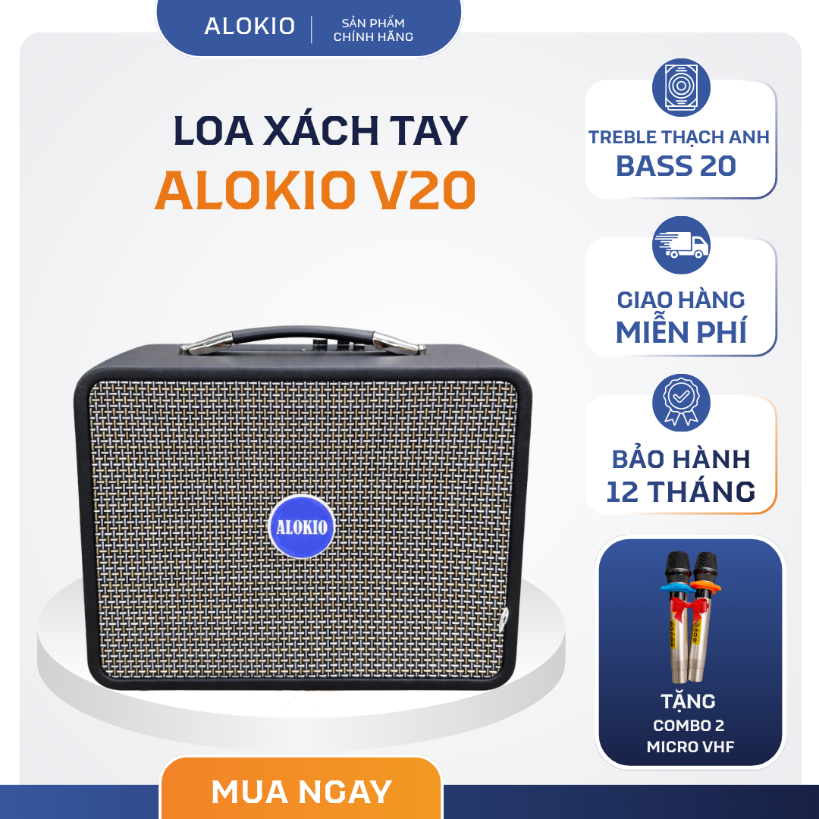 ALOKIO
SẢN PHẨM
CHÍNH HÃNG
LOA XÁCH TAY
ALOKIO V20
TREBLE THẠCH ANH
BASS 20
GIAO HÀNG
MIỄN PHÍ
BẢO HÀNH
12 THÁNG
ALOKIO
TẶNG
COMBO 2
MICRO VHF
MUA NGAY